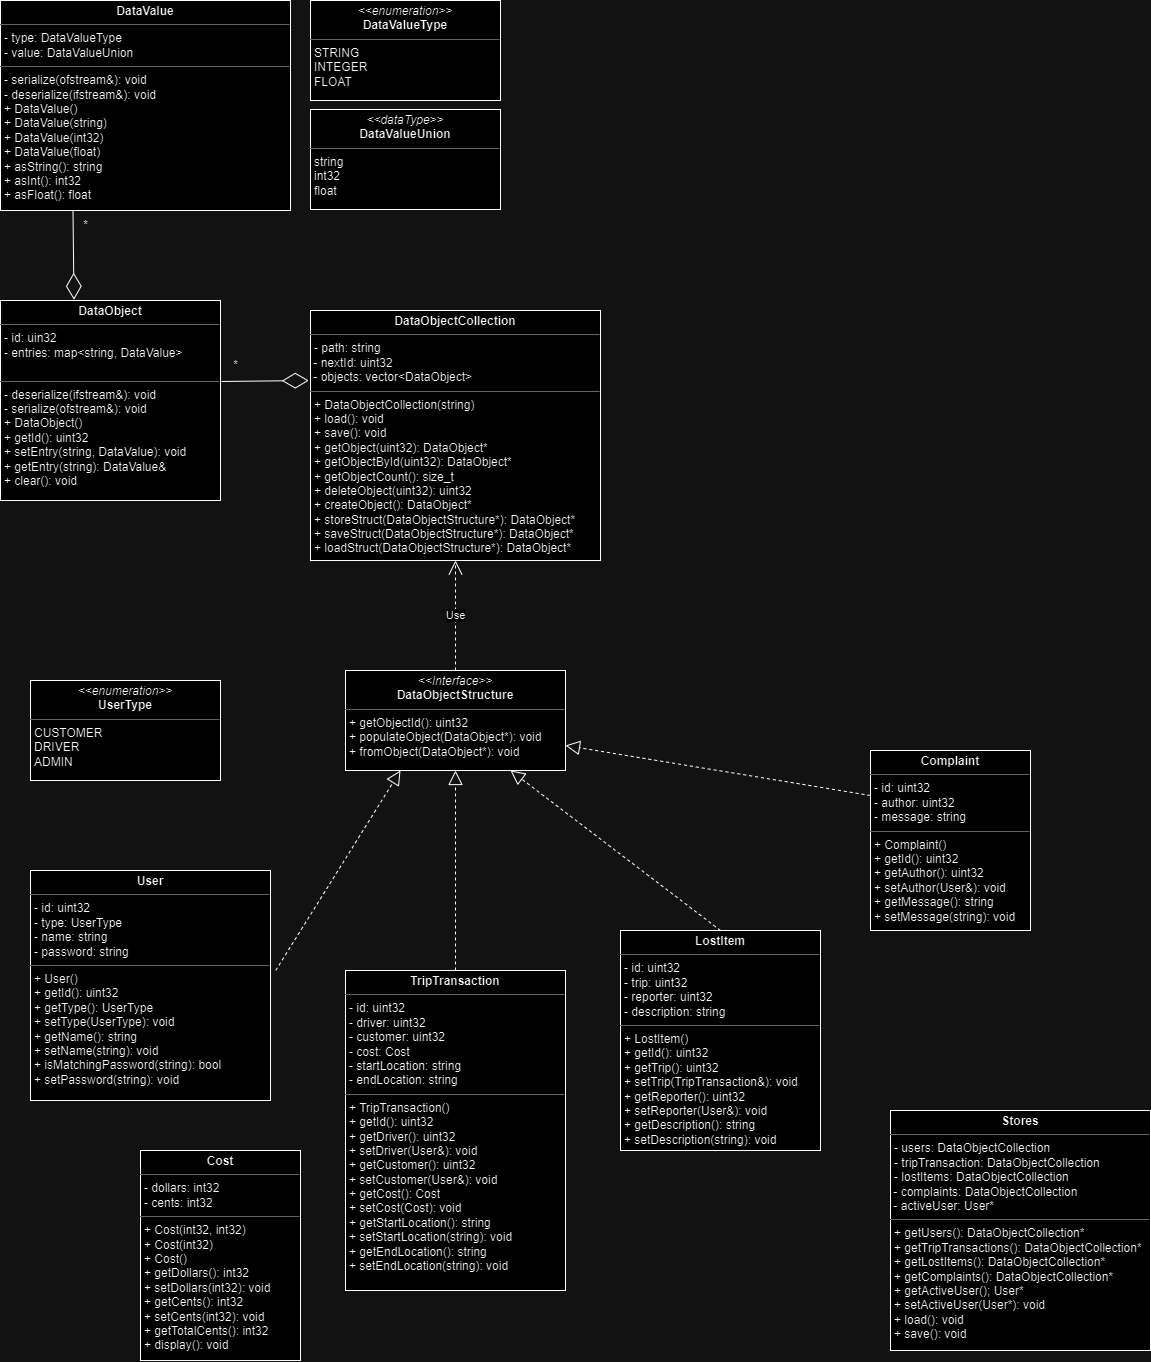 DataValue
- type: DataValueType
- value: DataValueUnion
- serialize(ofstream&): void
- deserialize(ifstream&): void
+ DataValue()
+ DataValue(string)
+ DataValue(int32)
+ DataValue(float)
+ asString(): string
+ asInt(): int32
+ asFloat(): float
<<enumeration>>
DataValueType
STRING
INTEGER
FLOAT
<<dataType>>
DataValueUnion
string
int32
float
*
DataObject
- id: uin32
- entries: map<string, DataValue>
- deserialize(ifstream&): void
- serialize(ofstream&): void
+ DataObject()
+ getId(): uint32
+ setEntry(string, DataValue): void
+ getEntry(string): DataValue&
+ clear(): void
*
DataObjectCollection
- path: string
- nextId: uint32
- objects: vector<DataObject>
+ DataObjectCollection(string)
+ load(): void
+ save(): void
+ getObject(uint32): DataObject*
+ getObjectById(uint32): DataObject*
+ getObjectCount(): size_t
+ deleteObject(uint32): uint32
+ createObject(): DataObject*
+ storeStruct(DataObjectStructure*): DataObject*
+ saveStruct(DataObjectStructure*): DataObject*
+ loadStruct(DataObjectStructure*): DataObject*
Use
<<enumeration>>
UserType
CUSTOMER
DRIVER
ADMIN
<<Interface>>
DataObjectStructure
+ getObjectId(): uint32
+ populateObject(DataObject*): void
+ fromObject(DataObject*): void
Complaint
- id: uint32
- author: uint32
- message: string
+ Complaint()
+ getId(): uint32
+ getAuthor(): uint32
+ setAuthor(User&): void
+ getMessage(): string
+ setMessage(string): void
User
- id: uint32
- type: UserType
- name: string
- password: string
+ User()
+ getId(): uint32
+ getType(): UserType
+ setType(UserType): void
+ getName(): string
+ setName(string): void
+ isMatchingPassword(string): bool
+ setPassword(string): void
TripTransaction
- id: uint32
- driver: uint32
- customer: uint32
- cost: Cost
- startLocation: string
- endLocation: string
+ TripTransaction()
+ getId(): uint32
+ getDriver(): uint32
+ setDriver(User&): void
+ getCustomer(): uint32
+ setCustomer(User&): void
+ getCost(): Cost
+ setCost(Cost): void
+ getStartLocation(): string
+ setStartLocation(string): void
+ getEndLocation(): string
+ setEndLocation(string): void
LostItem
- id: uint32
- trip: uint32
- reporter: uint32
- description: string
+ LostItem()
+ getId(): uint32
+ getTrip(): uint32
+ setTrip(TripTransaction&): void
+ getReporter(): uint32
+ setReporter(User&): void
+ getDescription(): string
+ setDescription(string): void
Cost
- dollars: int32
- cents: int32
+ Cost(int32, int32)
+ Cost(int32)
+ Cost()
+ getDollars(): int32
+ setDollars(int32): void
+ getCents(): int32
+ setCents(int32): void
+ getTotalCents(): int32
+ display(): void
Stores
- users: DataObjectCollection
- tripTransaction: DataObjectCollection
- lostItems: DataObjectCollection
- complaints: DataObjectCollection
- activeUser: User*
+ getUsers(): DataObjectCollection*
+ getTripTransactions(): DataObjectCollection*
+ getLostItems(): DataObjectCollection*
+ getComplaints(): DataObjectCollection*
+ getActiveUser(); User*
+ setActiveUser(User*): void
+ load(): void
+ save(): void